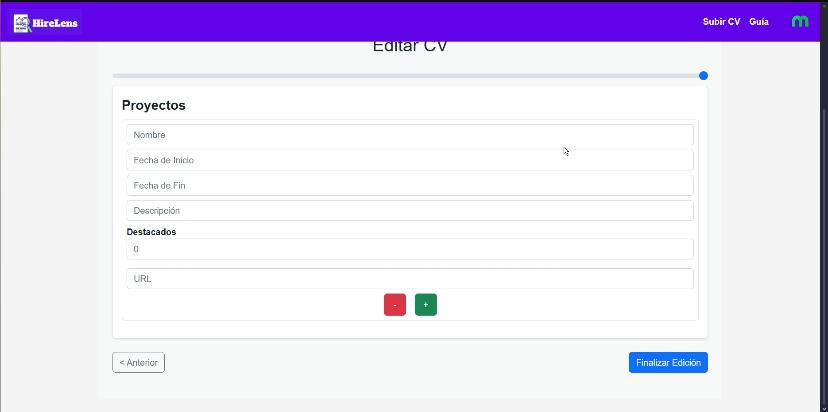 HireLens
Subir CV Guía
Editar CV
Proyectos
Nombre
Fecha de Inicio
Fecha de Fin
Descripción
Destacados
0
URL
- +
< Anterior
Finalizar Edición